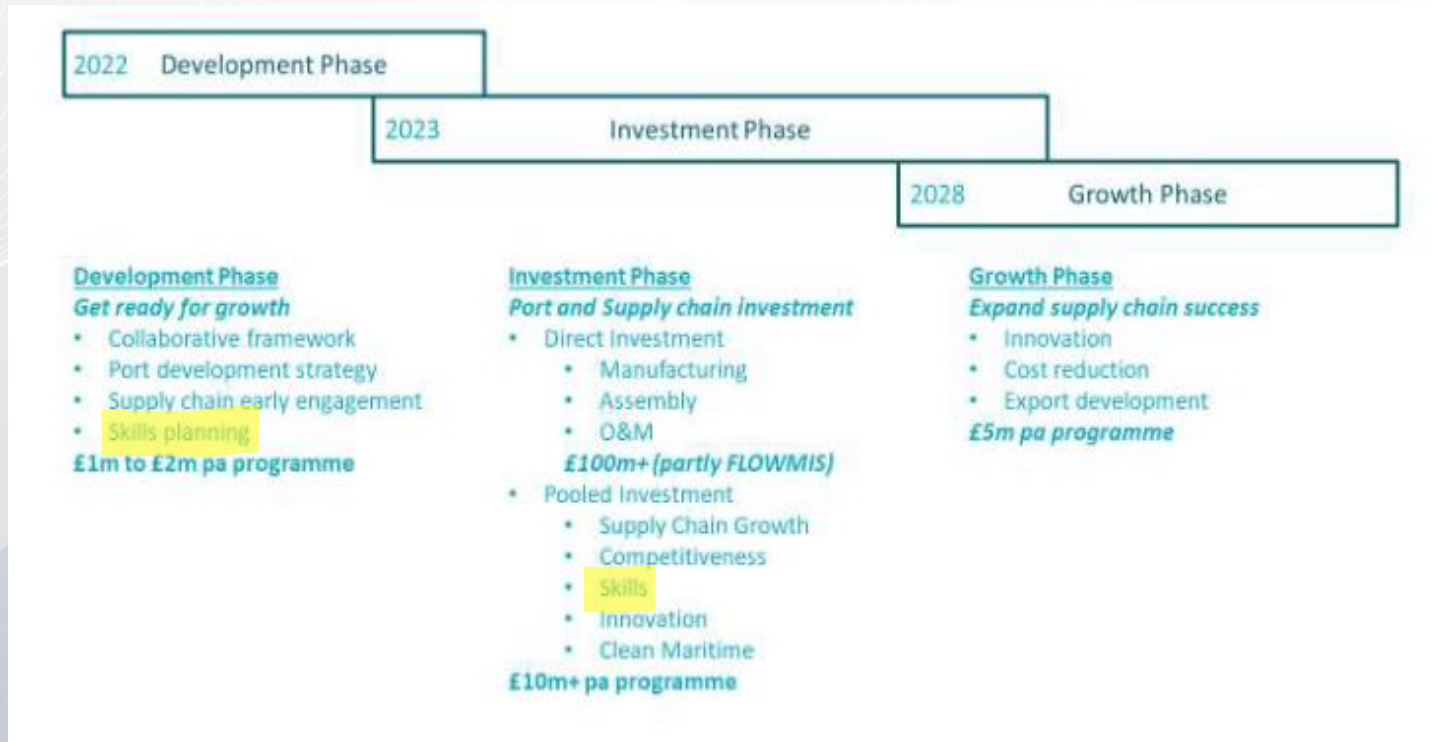 2022 Development Phase
2023 Investment Phase
2028 Growth Phase
Development Phase
Get ready for growth
• Collaborative framework
• Port development strategy
• Supply chain early engagement
• Skills planning
£1m to £2m pa programme
Investment Phase
Port and Supply chain investment
• Direct Investment
• Manufacturing
• Assembly
• O&M
£100m+ (partly FLOWMIS)
• Pooled Investment
• Supply Chain Growth
• Competitiveness
• Skills
• Innovation
• Clean Maritime
£10m+ pa programme
Growth Phase
Expand supply chain success
• Innovation
• Cost reduction
• Export development
£5m pa programme